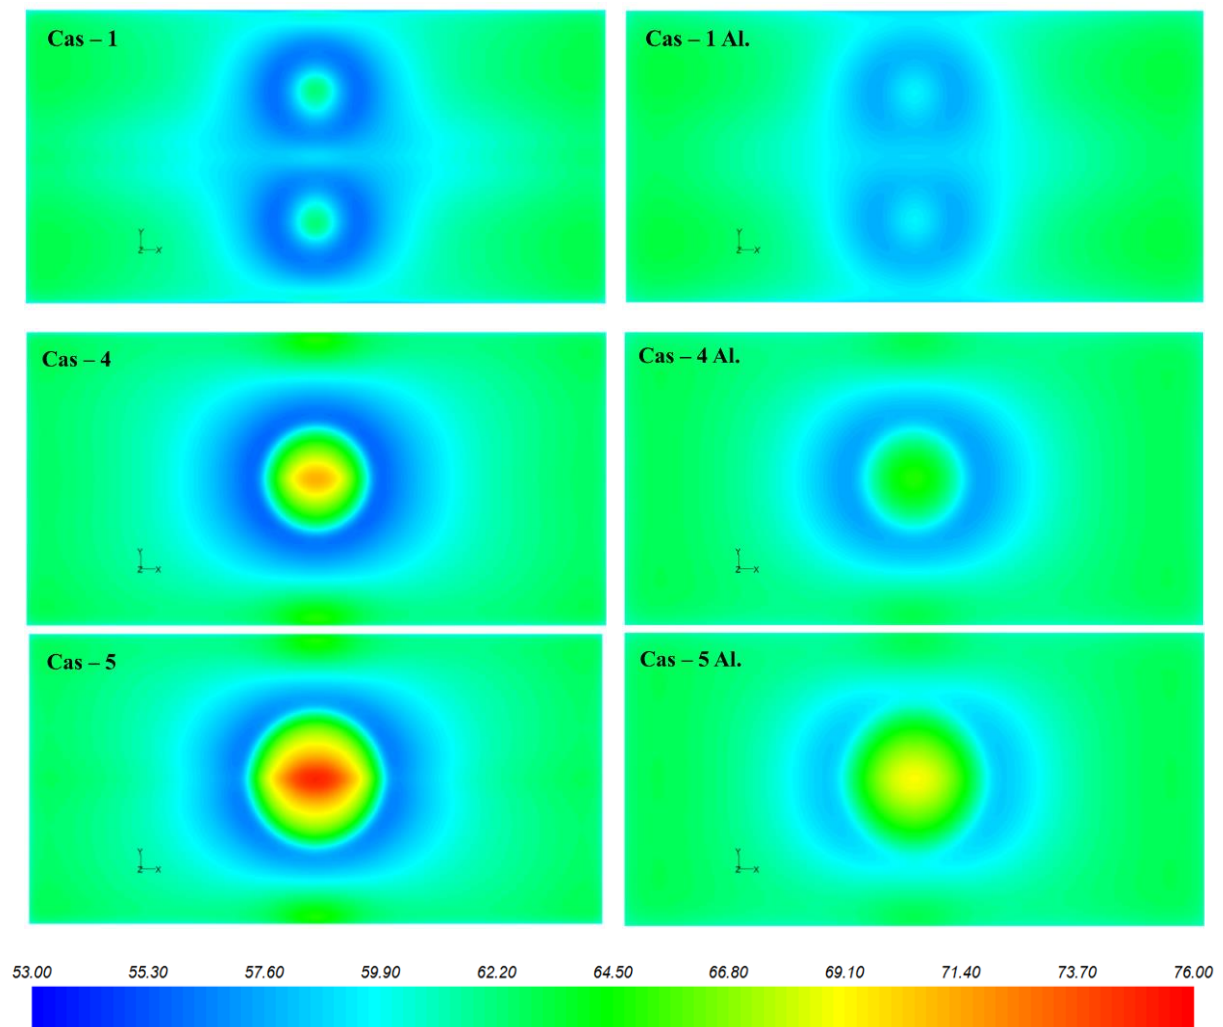 Cas – 1
Cas – 1 Al.
Y
Z X
Y
Z X
Cas – 4
Cas – 4 Al.
Y
Z X
Y
Z X
Cas – 5
Cas – 5 Al.
Y
Z X
Y
Z X
53.00 55.30 57.60 59.90 62.20 64.50 66.80 69.10 71.40 73.70 76.00